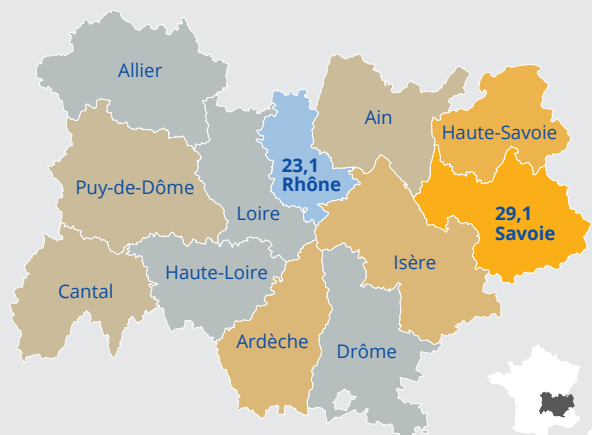 Allier
Ain
Haute-Savoie
23,1
Rhône
Puy-de-Dôme
Loire
29,1
Savoie
Isère
Haute-Loire
Cantal
Ardèche
Drôme